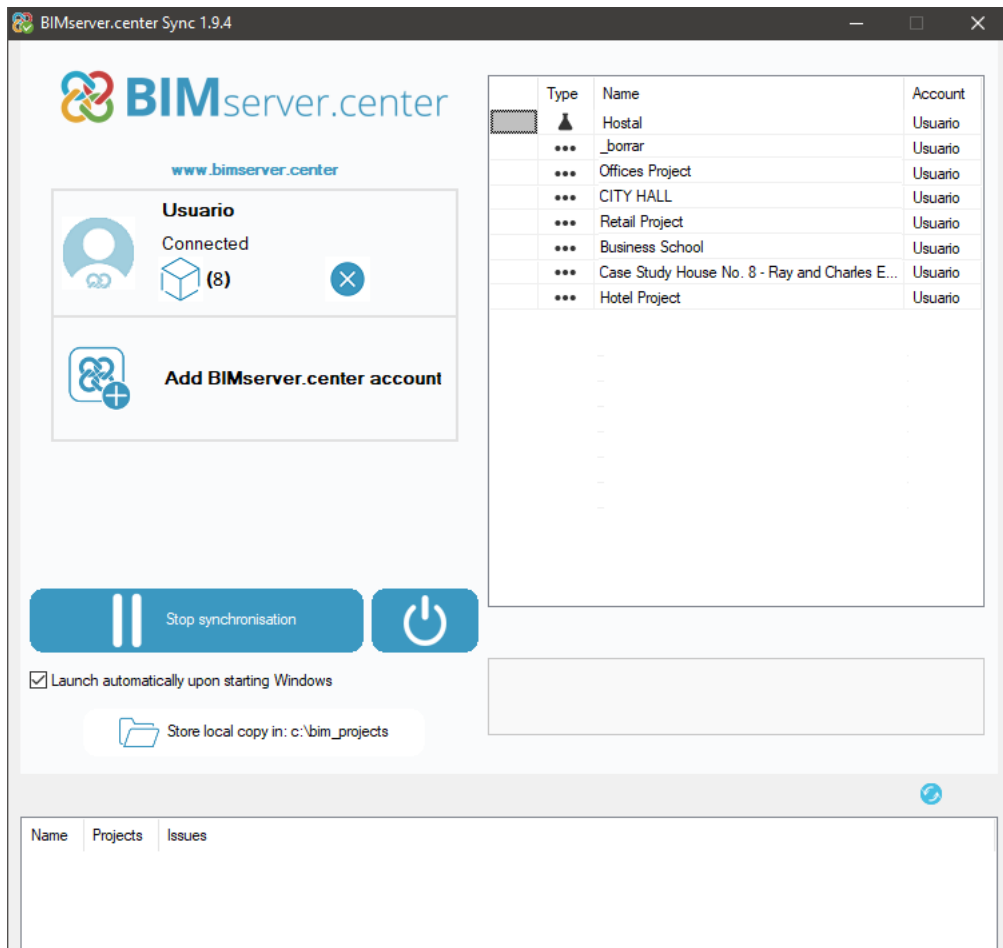 BIMserver.center Sync 1.9.4
BIMserver.center
www.bimserver.center
Usuario
Connected
(8)
Add BIMserver.center account
Stop synchronisation
Launch automatically upon starting Windows
Store local copy in: c:\bim_projects
Type Name Account
Hostal Usuario
_borrar Usuario
Offices Project Usuario
CITY HALL Usuario
Retail Project Usuario
Business School Usuario
Case Study House No. 8 - Ray and Charles E... Usuario
Hotel Project Usuario
Name Projects Issues